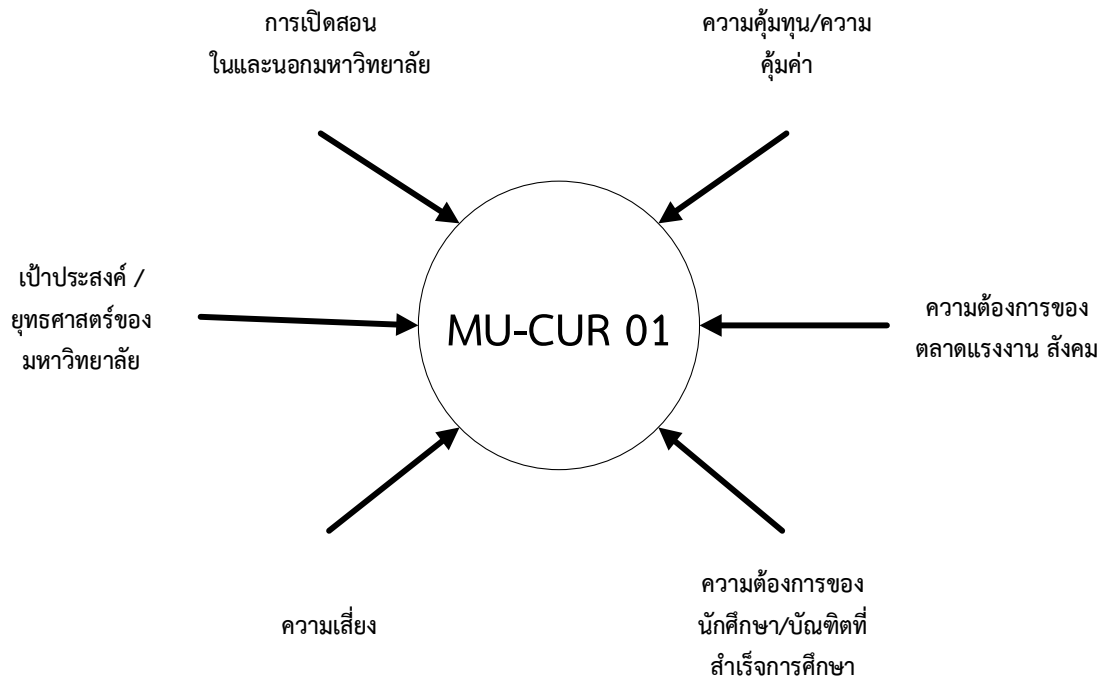 การเปิดสอน
ในและนอกมหาวิทยาลัย
ความคุ้มทุน/ความ
คุ้มค่า
เป้าประสงค์ /
ยุทธศาสตร์ของ
มหาวิทยาลัย
MU-CUR 01
ความต้องการของ
ตลาดแรงงาน สังคม
ความเสี่ยง
ความต้องการของ
นักศึกษา/บัณฑิตที่
สำเร็จการศึกษา